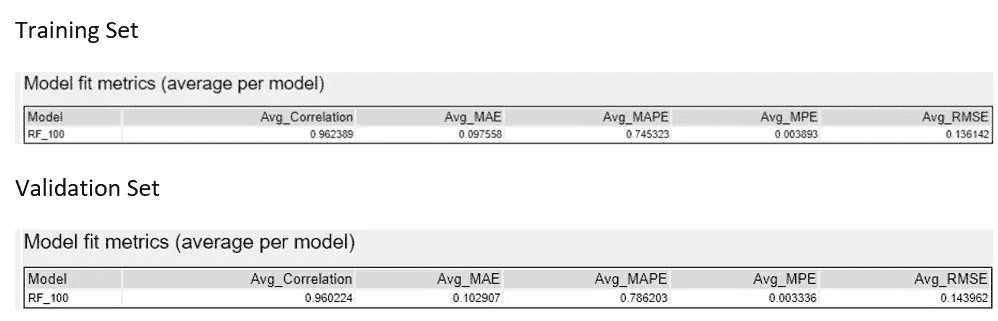 Training Set
Model fit metrics (average per model)
Model Avg_Correlation Avg_MAE Avg_MAPE Avg_MPE Avg_RMSE
RF_100 0.962389 0.097558 0.745323 0.003893 0.136142
Validation Set
Model fit metrics (average per model)
Model Avg_Correlation Avg_MAE Avg_MAPE Avg_MPE Avg_RMSE
RF_100 0.960224 0.102907 0.786203 0.003336 0.143962